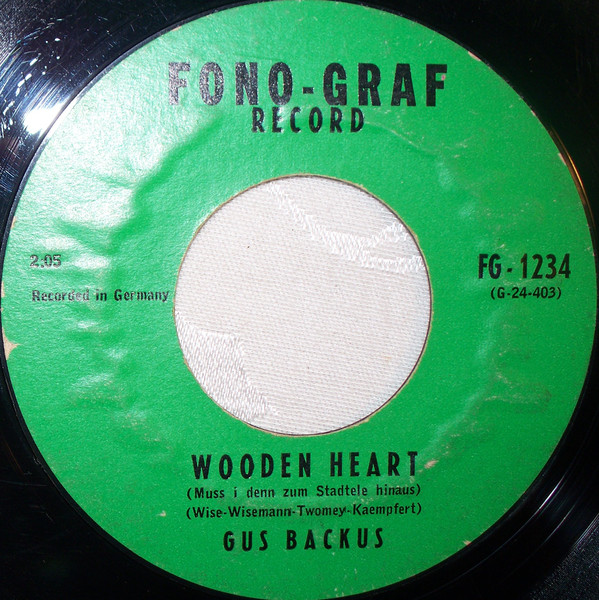 FONO-GRAF
RECORD
2:05
Recorded in Germany
FG-1234
(G-24-403)
WOODEN HEART
(Muss i denn zum Stadtele hinaus)
(Wise-Wisemann-Twomey-Kaempfert)
GUS BACKUS